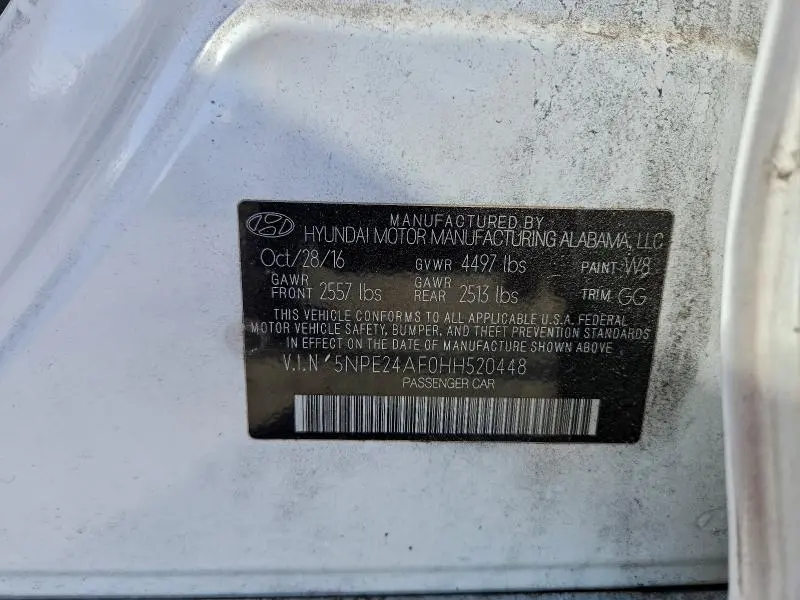 MANUFACTURED BY
HYUNDAI MOTOR MANUFACTURING ALABAMA, LLC
Oct/28/16 GVWR 4497 lbs PAINT W8
GAWR FRONT 2557 lbs GAWR REAR 2513 lbs TRIM GG
THIS VEHICLE CONFORMS TO ALL APPLICABLE U.S.A. FEDERAL
MOTOR VEHICLE SAFETY, BUMPER, AND THEFT PREVENTION STANDARDS
IN EFFECT ON THE DATE OF MANUFACTURE SHOWN ABOVE
V.I.N' 5NPE24AF0HH520448
PASSENGER CAR